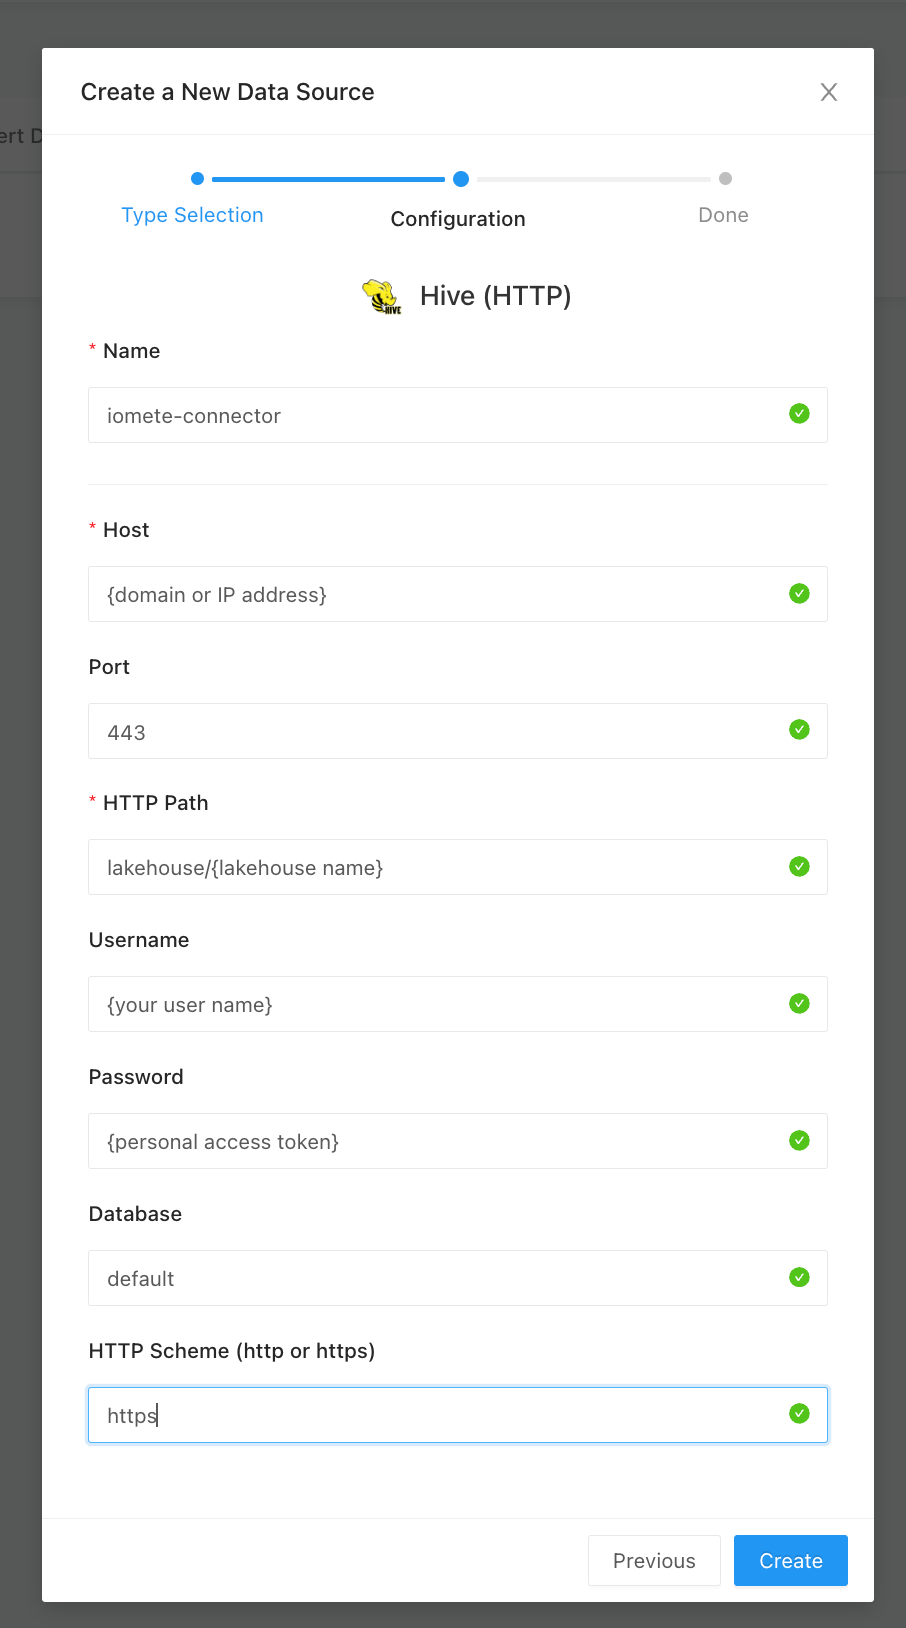 Create a New Data Source
ert D
Type Selection
Configuration
Done
HIVE
Hive (HTTP)
* Name
iomete-connector
* Host
{domain or IP address}
Port
443
* HTTP Path
lakehouse/{lakehouse name}
Username
{your user name}
Password
{personal access token}
Database
default
HTTP Scheme (http or https)
https
Previous
Create